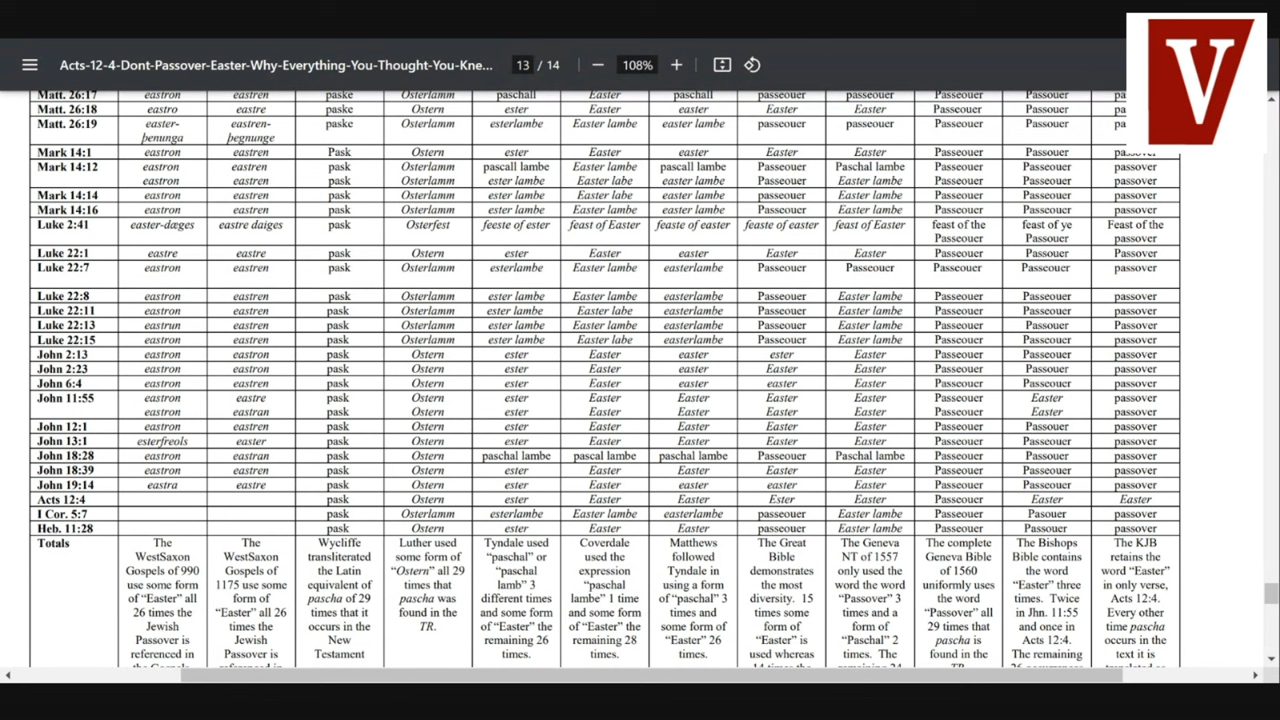 V
Acts-12-4-Dont-Passover-Easter-Why-Everything-You-Thought-You-Kne... 13 / 14 108%
Matt. 26:17 eastron eastren paske Osterlamm paschall Easter paschall passeouer passeouer Passeouer Passouer
Matt. 26:18 eastro eastre paske Ostern ester Easter easter Easter Easter Passeouer Passouer
Matt. 26:19 easter- eastren- paske Osterlamm esterlambe Easter lambe easter lambe passeouer passeouer Passeouer Passouer
þenunga þegnunge
Mark 14:1 eastron eastren Pask Ostern ester Easter easter Easter Easter Passeouer Passouer
Mark 14:12 eastron eastren pask Osterlamm pascall lambe Easter lambe pascall lambe Passeouer Paschal lambe Passeouer Passouer passover
eastron eastren pask Osterlamm ester lambe Easter labe easter lambe Passeouer Easter lambe Passeouer Passouer passover
Mark 14:14 eastron eastren pask Osterlamm ester lambe Easter labe easter lambe Passeouer Easter lambe Passeouer Passouer passover
Mark 14:16 eastron eastren pask Osterlamm ester lambe Easter lambe easter lambe Passeouer Easter lambe Passeouer Passouer passover
Luke 2:41 easter-dæges eastre daiges pask Osterfest feeste of ester feast of Easter feaste of easter feaste of easter feast of Easter feast of the feast of ye Feast of the
Passeouer Passouer passover
Luke 22:1 eastre eastre pask Ostern ester Easter easter Easter Easter Passeouer Passouer Passover
Luke 22:7 eastron eastren pask Osterlamm esterlambe Easter lambe easterlambe Passeouer Passeouer Passeouer Passouer passover
Luke 22:8 eastron eastren pask Osterlamm ester lambe Easter lambe easterlambe Passeouer Easter lambe Passeouer Passouer passover
Luke 22:11 eastron eastren pask Osterlamm ester lambe Easter labe easterlambe Passeouer Easter lambe Passeouer Passouer passover
Luke 22:13 eastrun eastren pask Osterlamm ester lambe Easter lambe easterlambe Passeouer Easter lambe Passeouer Passouer passover
Luke 22:15 eastron eastren pask Osterlamm ester lambe Easter labe easterlambe Passeouer Easter lambe Passeouer Passouer passover
John 2:13 eastron eastron pask Ostern ester Easter easter ester Easter Passeouer Passouer passover
John 2:23 eastron eastron pask Ostern ester Easter easter easter Easter Passeouer Passouer passover
John 6:4 eastron eastren pask Ostern ester Easter easter easter Easter Passeouer Passouer passover
John 11:55 eastron eastre pask Ostern ester Easter Easter Easter Easter Passeouer Easter passover
eastron eastran pask Ostern ester Easter Easter Easter Easter Passeouer Easter passover
John 12:1 eastron eastron pask Ostern ester Easter Easter Easter Easter Passeouer Passouer passover
John 13:1 esterfreols easter pask Ostern ester Easter Easter Easter Easter Passeouer Passouer passover
John 18:28 eastron eastran pask Ostern paschal lambe pascal lambe paschal lambe Passeouer Paschal lambe Passeouer Passouer passover
John 18:39 eastron eastren pask Ostern ester Easter Easter Easter Easter Passeouer Passouer passover
John 19:14 eastra eastre pask Ostern ester Easter Easter easter Easter Passeouer Passouer passover
Acts 12:4 pask Ostern ester Easter Easter Ester Easter Passeouer Easter Easter
I Cor. 5:7 pask Osterlamm esterlambe Easter lambe easterlambe passeouer Easter lambe Passeouer Pasouer passover
Heb. 11:28 pask Ostern ester Easter Easter Passeouer Easter lambe Passeouer Passouer passover
Totals The The Wycliffe Luther used Tyndale used Coverdale Matthews The Great The Geneva The complete The Bishops The KJB
WestSaxon WestSaxon transliterated some form of “paschal” or used the followed Bible NT of 1557 Geneva Bible Bible contains retains the
Gospels of 990 Gospels of the Latin “Ostern” all 29 “paschal expression Tyndale in demonstrates only used the of 1560 the word word “Easter”
use some form 1175 use some equivalent of times that lamb” 3 “paschal using a form the most word the word uniformly uses “Easter” three in only verse,
of “Easter” all form of pascha of 29 pascha was different times lambe” 1 time of “paschal” 3 diversity. 15 “Passover” 3 the word times. Twice Acts 12:4.
26 times the “Easter” all 26 times that it found in the and some form and some form times and times some times and a “Passover” all in Jhn. 11:55 Every other
Jewish times the occurs in the TR. of “Easter” the of “Easter” the some form of form of form of 29 times that and once in time pascha
Passover is Jewish New remaining 26 remaining 28 “Easter” 26 “Easter” is “Paschal” 2 pascha is Acts 12:4. occurs in the
referenced in Passover is Testament times. times. times. used whereas times. The found in the The remaining text it is